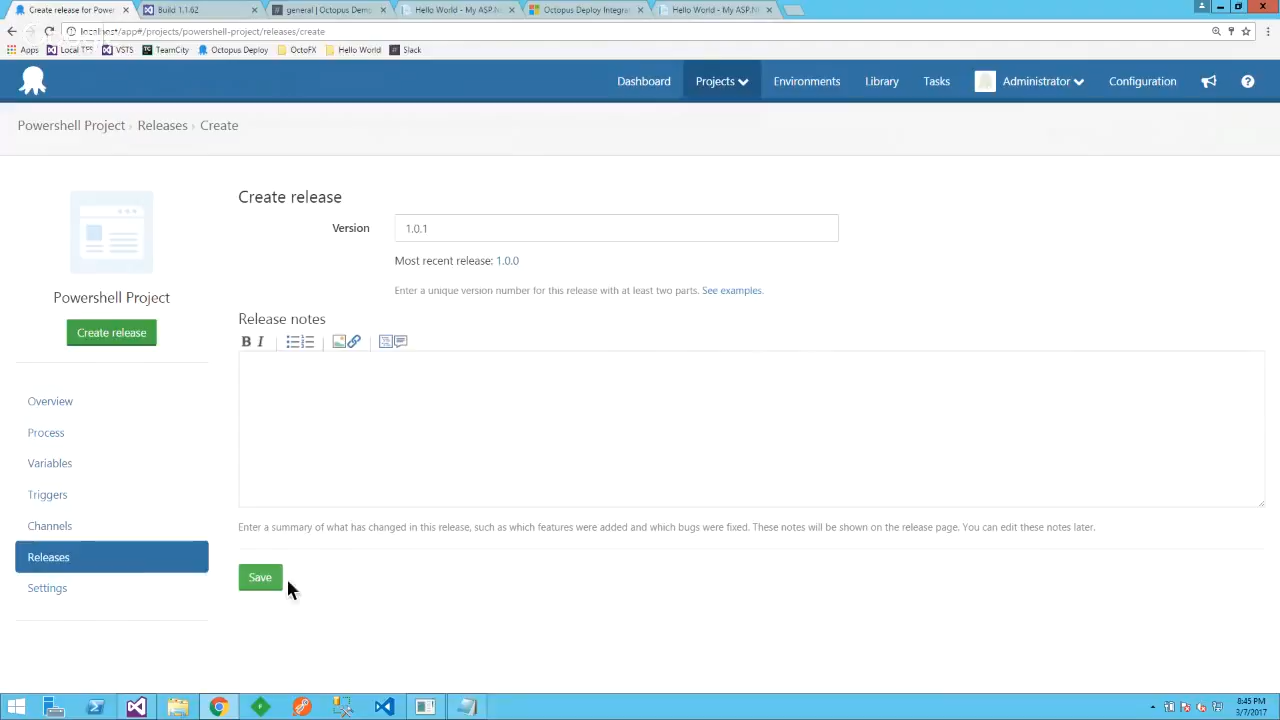 Create release for Power
Build 1.1.62
general | Octopus Demo
Hello World - My ASP.N
Octopus Deploy Integra
Hello World - My ASP.N
localhost/app#/projects/powershell-project/releases/create
Apps
Local TFS
VSTS
TeamCity
Octopus Deploy
OctoFX
Hello World
Slack
Dashboard
Projects
Environments
Library
Tasks
Administrator
Configuration
Powershell Project › Releases › Create
Create release
Version
1.0.1
Most recent release: 1.0.0
Enter a unique version number for this release with at least two parts. See examples.
Powershell Project
Create release
Release notes
B I
Overview
Process
Variables
Triggers
Channels
Releases
Settings
Enter a summary of what has changed in this release, such as which features were added and which bugs were fixed. These notes will be shown on the release page. You can edit these notes later.
Save
8:45 PM
3/7/2017